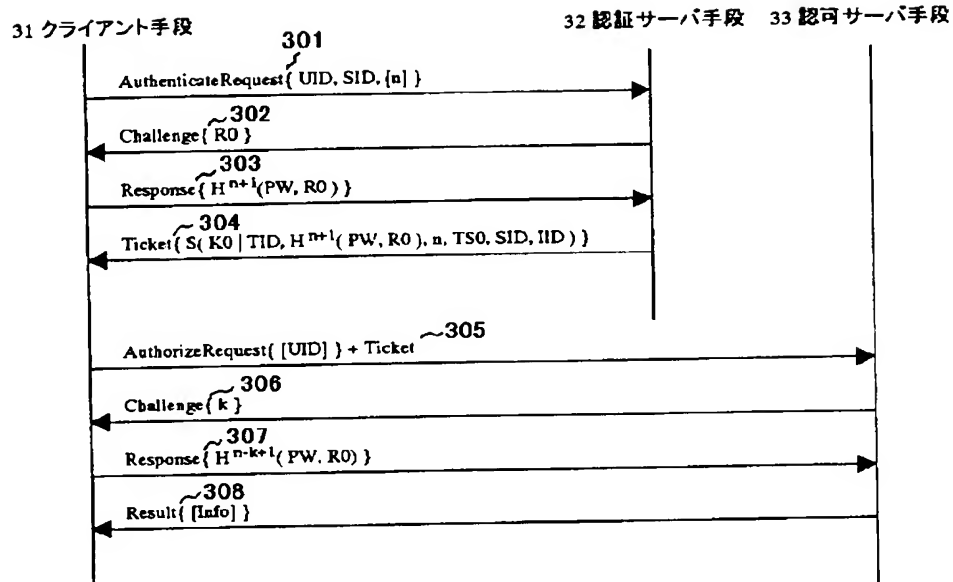 31 クライアント手段
32 認証サーバ手段
33 認可サーバ手段
301
AuthenticateRequest{ UID, SID, [n] }
302
Challenge{ R0 }
303
Response{ H^{n+1}(PW, R0 ) }
304
Ticket{ S( K0 | TID, H^{n+1}( PW, R0 ), n, TS0, SID, IID ) }
305
AuthorizeRequest{ [UID] } + Ticket
306
Challenge{ k }
307
Response{ H^{n-k+1}( PW, R0) }
308
Result{ [Info] }